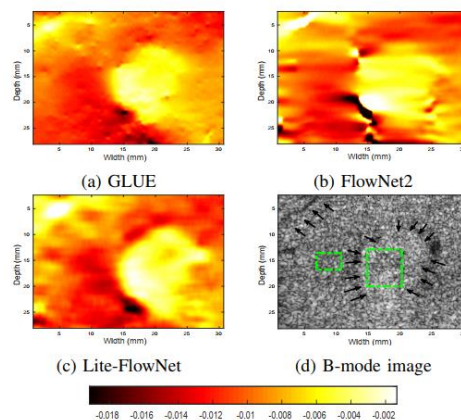 Depth (mm)
5
10
15
20
25
5 10 15 20 25 30
Width (mm)
(a) GLUE
Depth (mm)
5
10
15
20
25
5 10 15 20 25 30
Width (mm)
(b) FlowNet2
Depth (mm)
5
10
15
20
25
5 10 15 20 25 30
Width (mm)
(c) Lite-FlowNet
Depth (mm)
5
10
15
20
25
5 10 15 20 25 30
Width (mm)
(d) B-mode image
-0.018 -0.016 -0.014 -0.012 -0.01 -0.008 -0.006 -0.004 -0.002